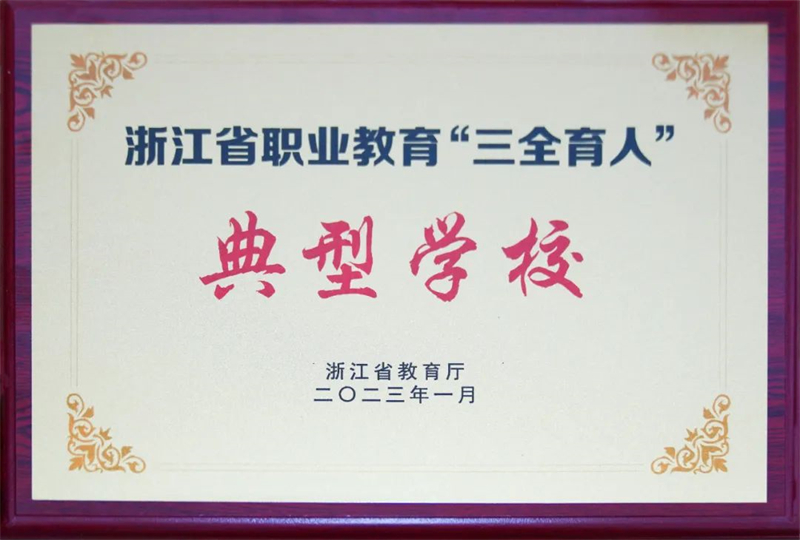 浙江省职业教育“三全育人”
典型学校
浙江省教育厅
二〇二三年一月